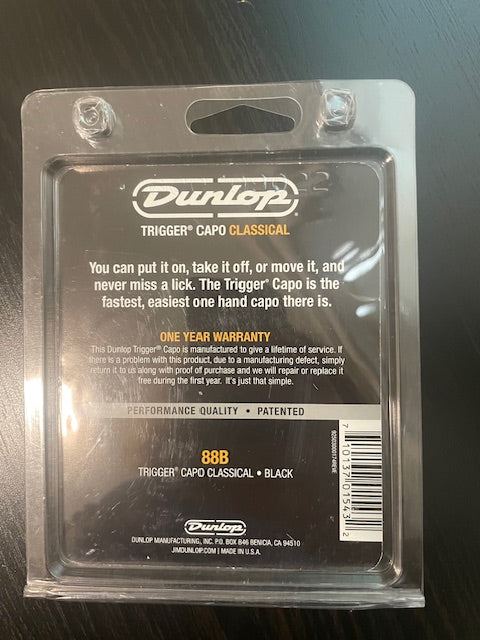 Dunlop®
TRIGGER® CAPO CLASSICAL
You can put it on, take it off, or move it, and
never miss a lick. The Trigger® Capo is the
fastest, easiest one hand capo there is.
ONE YEAR WARRANTY
This Dunlop Trigger® Capo is manufactured to give a lifetime of service. If
there is a problem with this product, due to a manufacturing defect, simply
return it to us along with proof of purchase and we will repair or replace it
free during the first year. It's just that simple.
PERFORMANCE QUALITY • PATENTED
88B
TRIGGER® CAPO CLASSICAL • BLACK
7 10137 01543 2
Dunlop®
DUNLOP MANUFACTURING, INC. P.O. BOX 846 BENICIA, CA 94510
JIMDUNLOP.COM | MADE IN U.S.A.